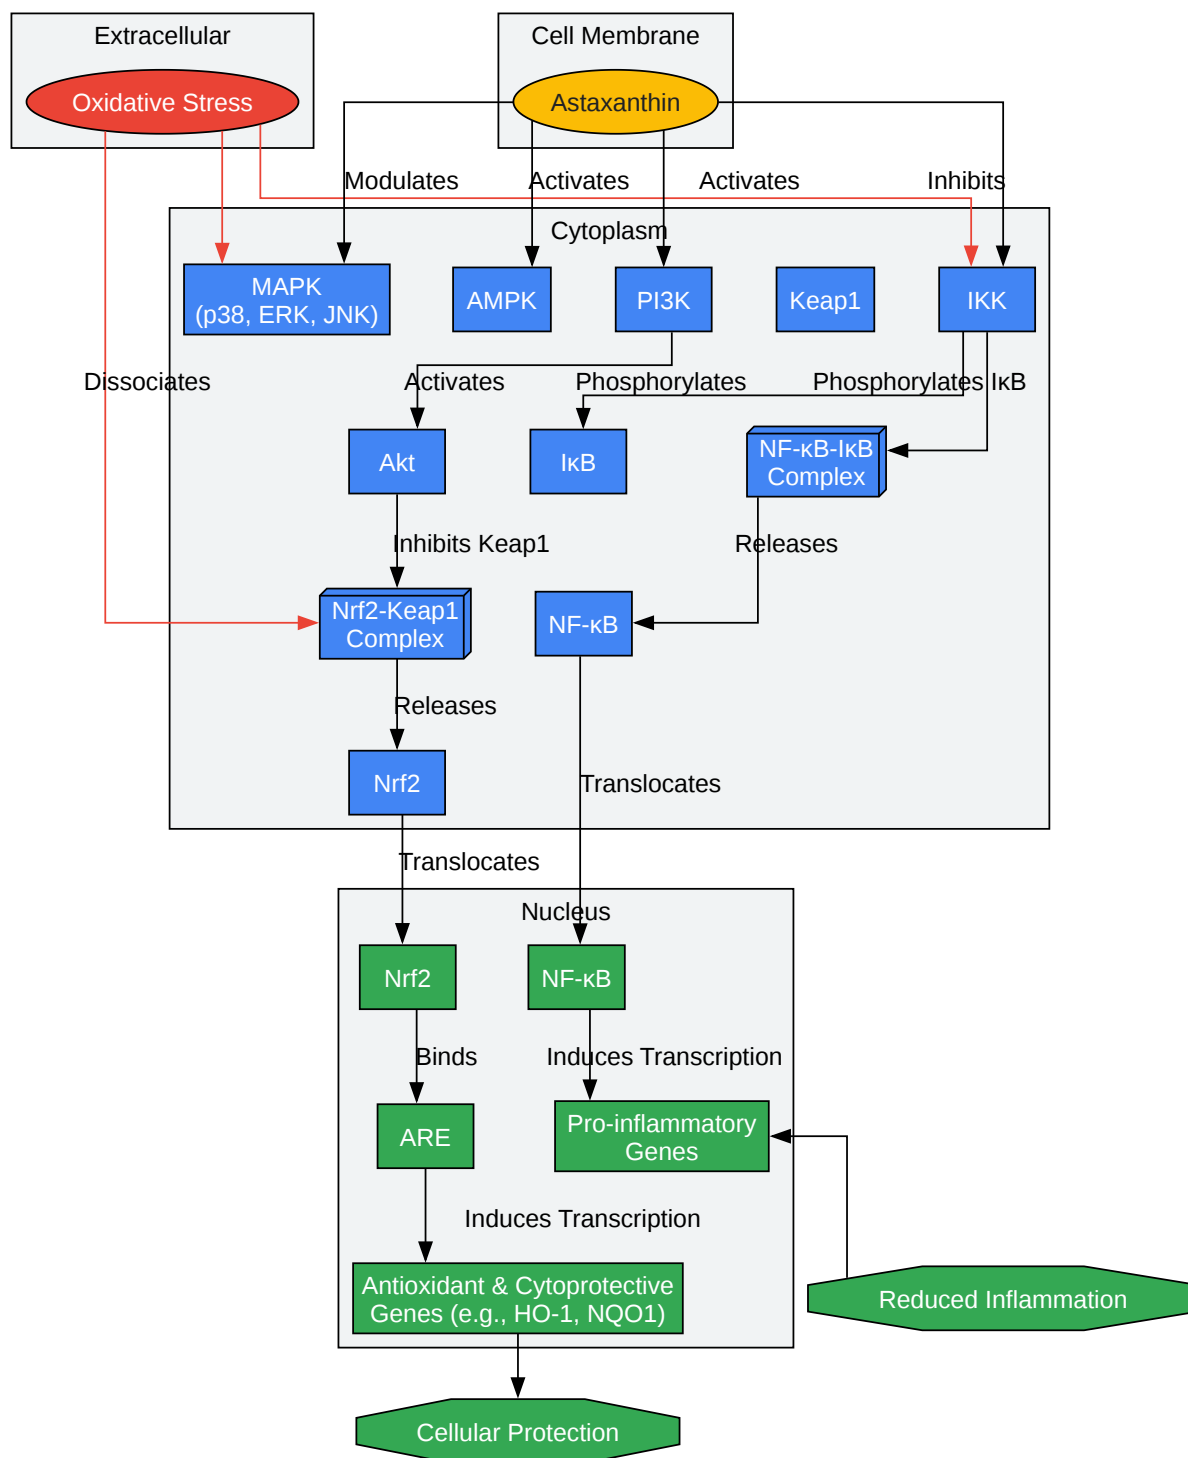 Extracellular
Cell Membrane
Oxidative Stress
Astaxanthin
Modulates
Activates
Activates
Inhibits
Cytoplasm
MAPK
(p38, ERK, JNK)
AMPK
PI3K
Keap1
IKK
Dissociates
Activates
Phosphorylates
Phosphorylates IκB
Akt
IκB
NF-κB-IκB
Complex
Inhibits Keap1
Releases
Nrf2-Keap1
Complex
NF-κB
Releases
Nrf2
Translocates
Translocates
Nucleus
Nrf2
NF-κB
Binds
Induces Transcription
ARE
Pro-inflammatory
Genes
Induces Transcription
Antioxidant & Cytoprotective
Genes (e.g., HO-1, NQO1)
Reduced Inflammation
Cellular Protection